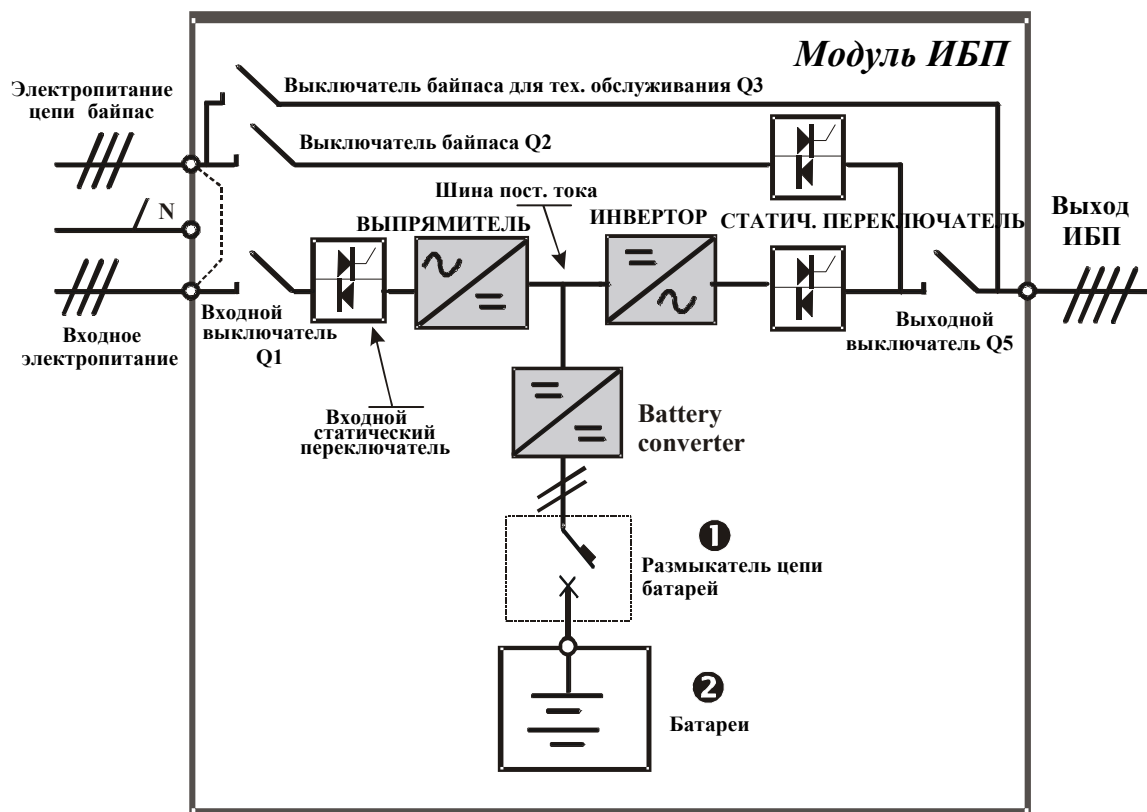 Модуль ИБП
Электропитание
цепи байпас
Выключатель байпаса для тех. обслуживания Q3
Выключатель байпаса Q2
Шина пост. тока
N
ВЫПРЯМИТЕЛЬ
ИНВЕРТОР
СТАТИЧ. ПЕРЕКЛЮЧАТЕЛЬ
Выход
ИБП
Входное
электропитание
Входной
выключатель
Q1
Выходной
выключатель Q5
Входной
статический
переключатель
Battery
converter
1
Размыкатель цепи
батарей
2
Батареи